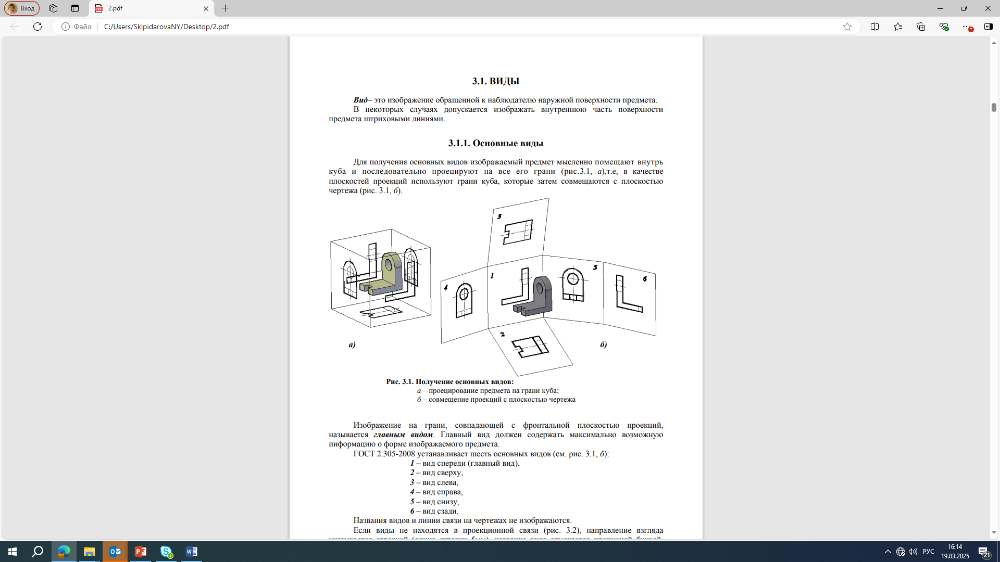 Вход
2.pdf
Файл
C:/Users/SkipidarovaNY/Desktop/2.pdf
3.1. ВИДЫ
Вид– это изображение обращенной к наблюдателю наружной поверхности предмета.
В некоторых случаях допускается изображать внутреннюю часть поверхности
предмета штриховыми линиями.
3.1.1. Основные виды
Для получения основных видов изображаемый предмет мысленно помещают внутрь
куба и последовательно проецируют на все его грани (рис.3.1, а),т.е, в качестве
плоскостей проекций используют грани куба, которые затем совмещаются с плоскостью
чертежа (рис. 3.1, б).
4
1
5
6
2
а)
б)
Рис. 3.1. Получение основных видов:
а – проецирование предмета на грани куба;
б – совмещение проекций с плоскостью чертежа
Изображение на грани, совпадающей с фронтальной плоскостью проекций,
называется главным видом. Главный вид должен содержать максимально возможную
информацию о форме изображаемого предмета.
ГОСТ 2.305-2008 устанавливает шесть основных видов (см. рис. 3.1, б):
1 – вид спереди (главный вид),
2 – вид сверху,
3 – вид слева,
4 – вид справа,
5 – вид снизу,
6 – вид сзади.
Названия видов и линии связи на чертежах не изображаются.
Если виды не находятся в проекционной связи (рис. 3.2), направление взгляда
РУС
16:14
19.03.2025
21